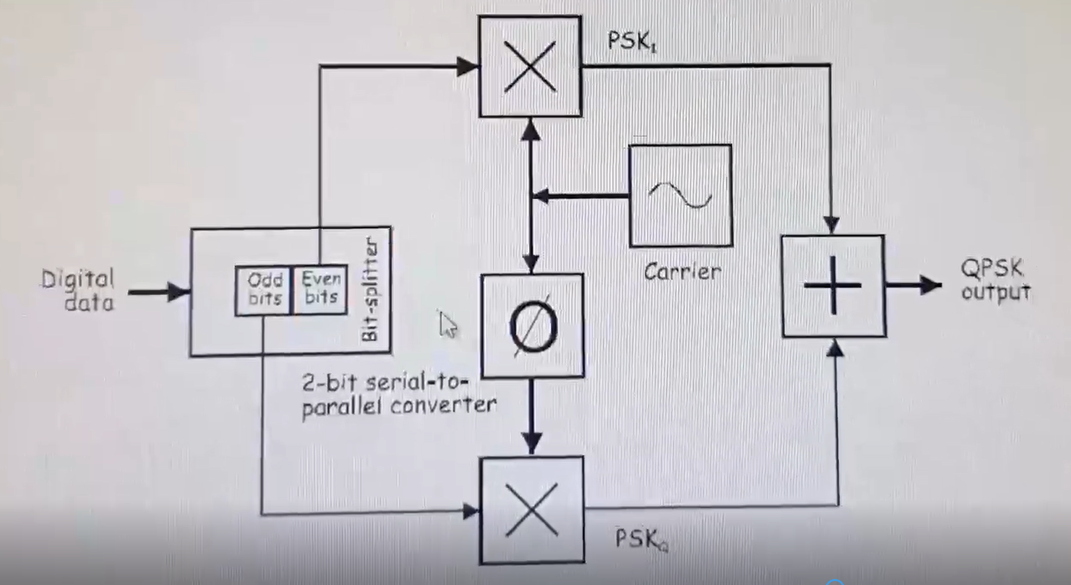 PSK_I
Digital
data
Odd
bits
Even
bits
Bit-splitter
Carrier
QPSK
output
2-bit serial-to-
parallel converter
PSK_Q